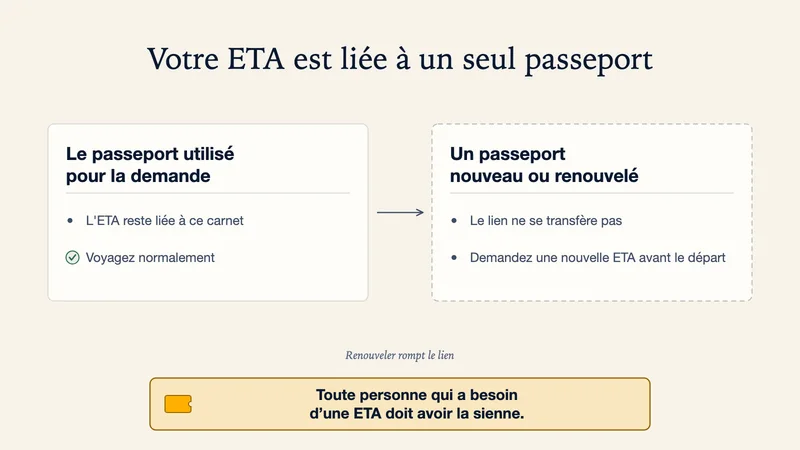 Votre ETA est liée à un seul passeport
Le passeport utilisé
pour la demande
L'ETA reste liée à ce carnet
Voyagez normalement
Un passeport
nouveau ou renouvelé
Le lien ne se transfère pas
Demandez une nouvelle ETA avant le départ
Renouveler rompt le lien
Toute personne qui a besoin
d’une ETA doit avoir la sienne.